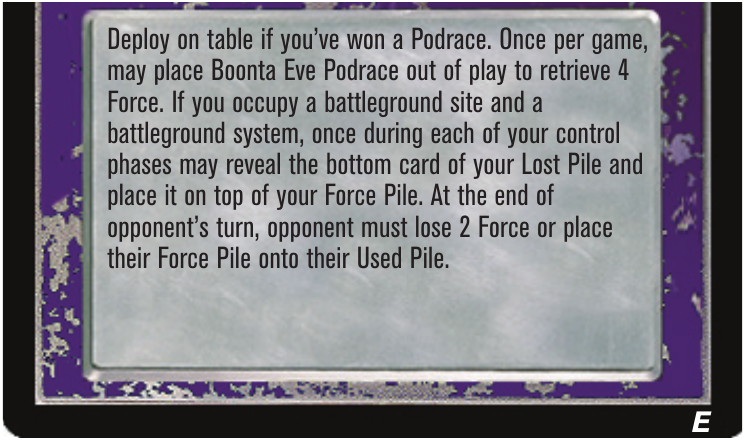 Deploy on table if you've won a Podrace. Once per game,
may place Boonta Eve Podrace out of play to retrieve 4
Force. If you occupy a battleground site and a
battleground system, once during each of your control
phases may reveal the bottom card of your Lost Pile and
place it on top of your Force Pile. At the end of
opponent's turn, opponent must lose 2 Force or place
their Force Pile onto their Used Pile.
E